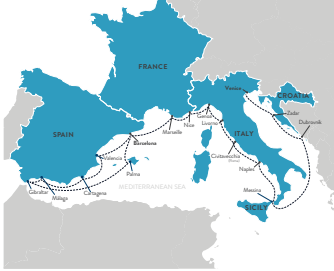 FRANCE
Venice
CROATIA
Genoa
Livorno
Zadar
Nice
Dubrovnik
Marseille
SPAIN
ITALY
Barcelona
Valencia
Civitavecchia
Palma
Naples
MEDITERRANEAN SEA
Gibraltar
Cartagena
Messina
Málaga
SICILY